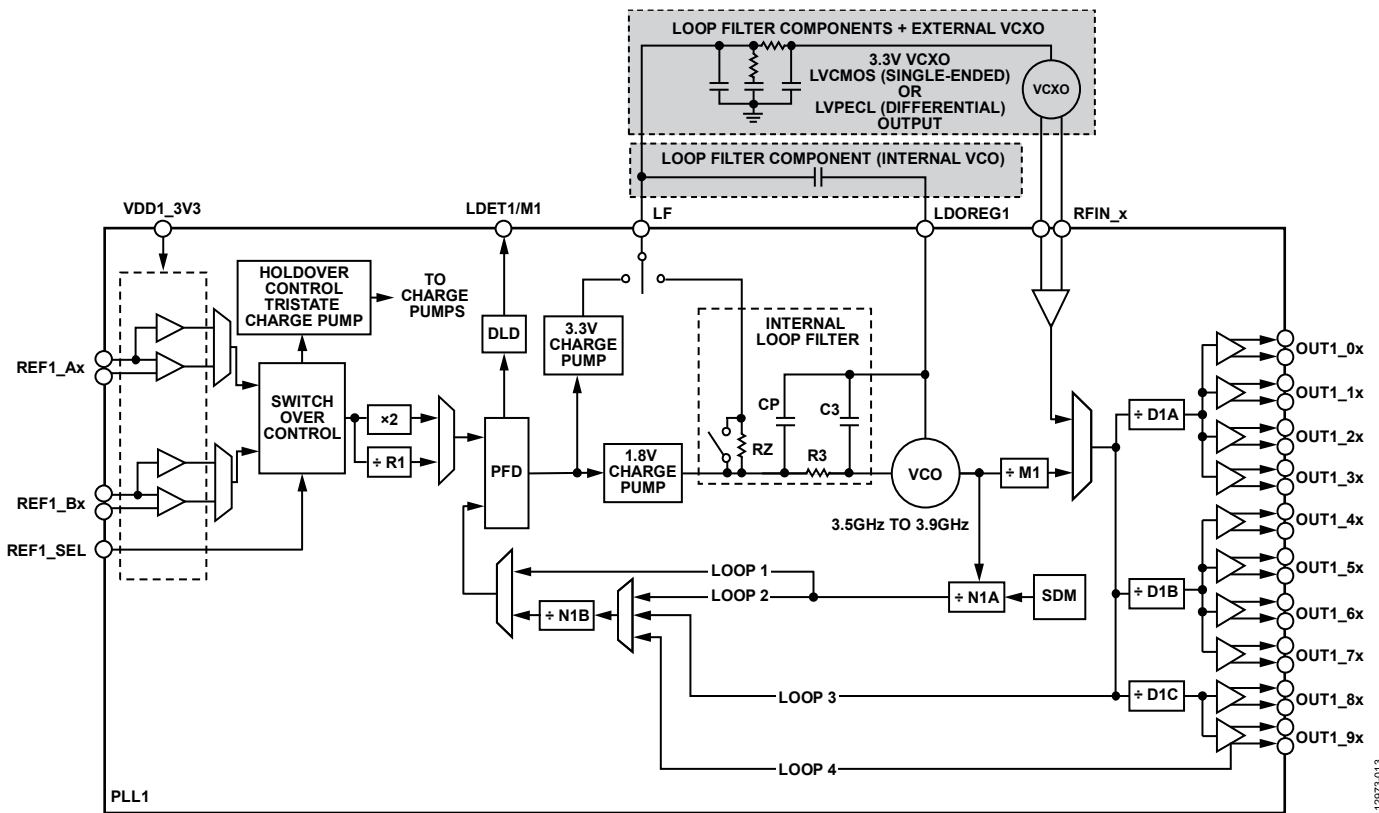 LOOP FILTER COMPONENTS + EXTERNAL VCXO
3.3V VCXO
LVCMOS (SINGLE-ENDED)
OR
LVPECL (DIFFERENTIAL)
OUTPUT
VCXO
LOOP FILTER COMPONENT (INTERNAL VCO)
VDD1_3V3
LDET1/M1
LF
LDOREG1
RFIN_x
HOLDOVER
CONTROL
TRISTATE
CHARGE PUMP
TO
CHARGE
PUMPS
DLD
3.3V
CHARGE
PUMP
INTERNAL
LOOP FILTER
REF1_Ax
SWITCH
OVER
CONTROL
×2
÷ R1
PFD
1.8V
CHARGE
PUMP
RZ
CP
C3
R3
VCO
3.5GHz TO 3.9GHz
÷ M1
÷ D1A
OUT1_0x
OUT1_1x
OUT1_2x
OUT1_3x
REF1_Bx
REF1_SEL
LOOP 1
LOOP 2
÷ N1B
÷ N1A
SDM
÷ D1B
OUT1_4x
OUT1_5x
OUT1_6x
OUT1_7x
LOOP 3
÷ D1C
OUT1_8x
OUT1_9x
LOOP 4
PLL1
12973-013